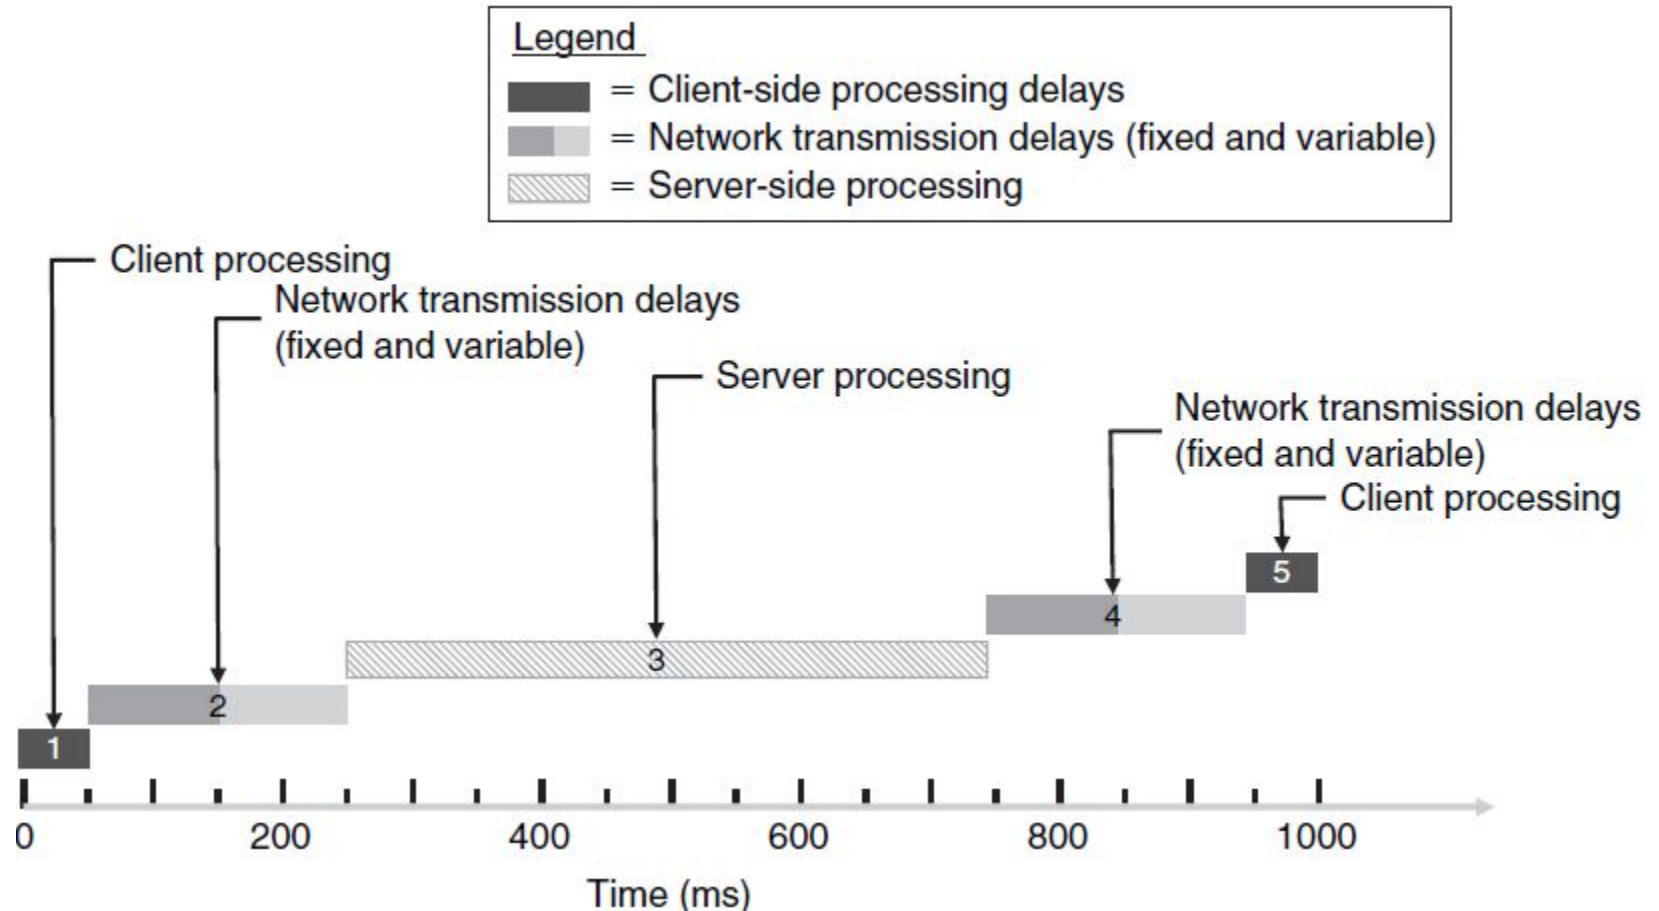 Legend
= Client-side processing delays
= Network transmission delays (fixed and variable)
= Server-side processing
Client processing
Network transmission delays
(fixed and variable)
Server processing
Network transmission delays
(fixed and variable)
Client processing
5
4
3
2
1
0 200 400 600 800 1000
Time (ms)